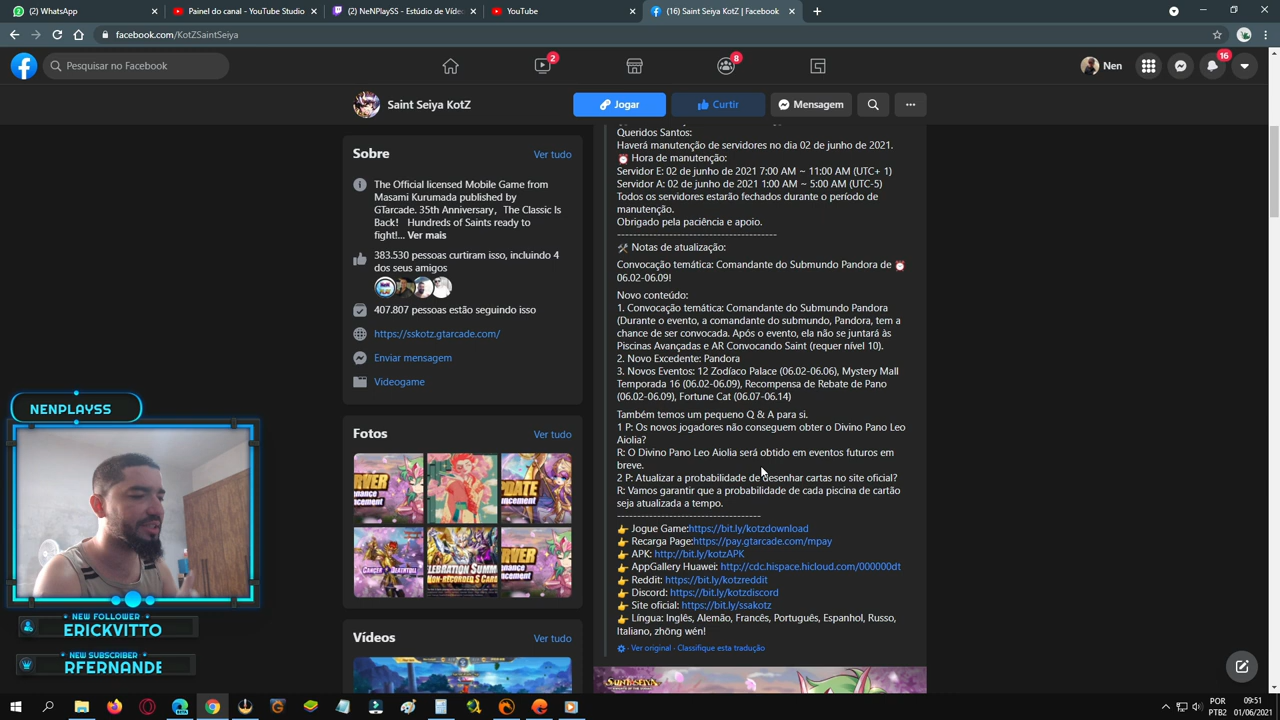 (2) WhatsApp
Painel do canal - YouTube Studio
(2) NeNPlaySS - Estúdio de Víde
YouTube
(16) Saint Seiya KotZ | Facebook
facebook.com/KotZSaintSeiya
Pesquisar no Facebook
2
8
Nen
16
Saint Seiya KotZ
Jogar
Curtir
Mensagem
Sobre
Ver tudo
The Official licensed Mobile Game from
Masami Kurumada published by
GTarcade. 35th Anniversary，The Classic Is
Back! Hundreds of Saints ready to
fight!... Ver mais
383.530 pessoas curtiram isso, incluindo 4
dos seus amigos
407.807 pessoas estão seguindo isso
https://sskotz.gtarcade.com/
Enviar mensagem
Videogame
Fotos
Ver tudo
Vídeos
Ver tudo
Queridos Santos:
Haverá manutenção de servidores no dia 02 de junho de 2021.
⏰ Hora de manutenção:
Servidor E: 02 de junho de 2021 7:00 AM ~ 11:00 AM (UTC+ 1)
Servidor A: 02 de junho de 2021 1:00 AM ~ 5:00 AM (UTC-5)
Todos os servidores estarão fechados durante o período de
manutenção.
Obrigado pela paciência e apoio.
----------------------------------------
🛠 Notas de atualização:
Convocação temática: Comandante do Submundo Pandora de ⏰
06.02-06.09!
Novo conteúdo:
1. Convocação temática: Comandante do Submundo Pandora
(Durante o evento, a comandante do submundo, Pandora, tem a
chance de ser convocada. Após o evento, ela não se juntará às
Piscinas Avançadas e AR Convocando Saint (requer nível 10).
2. Novo Excedente: Pandora
3. Novos Eventos: 12 Zodíaco Palace (06.02-06.06), Mystery Mall
Temporada 16 (06.02-06.09), Recompensa de Rebate de Pano
(06.02-06.09), Fortune Cat (06.07-06.14)
Também temos um pequeno Q & A para si.
1 P: Os novos jogadores não conseguem obter o Divino Pano Leo
Aiolia?
R: O Divino Pano Leo Aiolia será obtido em eventos futuros em
breve.
2 P: Atualizar a probabilidade de desenhar cartas no site oficial?
R: Vamos garantir que a probabilidade de cada piscina de cartão
seja atualizada a tempo.
------------------------------------
👉 Jogue Game:https://bit.ly/kotzdownload
👉 Recarga Page:https://pay.gtarcade.com/mpay
👉 APK: http://bit.ly/kotzAPK
👉 AppGallery Huawei: http://cdc.hispace.hicloud.com/000000dt
👉 Reddit: https://bit.ly/kotzreddit
👉 Discord: https://bit.ly/kotzdiscord
👉 Site oficial: https://bit.ly/ssakotz
👉 Língua: Inglês, Alemão, Francês, Português, Espanhol, Russo,
Italiano, zhōng wén!
Ver original · Classifique esta tradução
NENPLAYSS
NEW FOLLOWER
ERICKVITTO
NEW SUBSCRIBER
RFERNANDE
POR
PTB2
09:51
01/06/2021